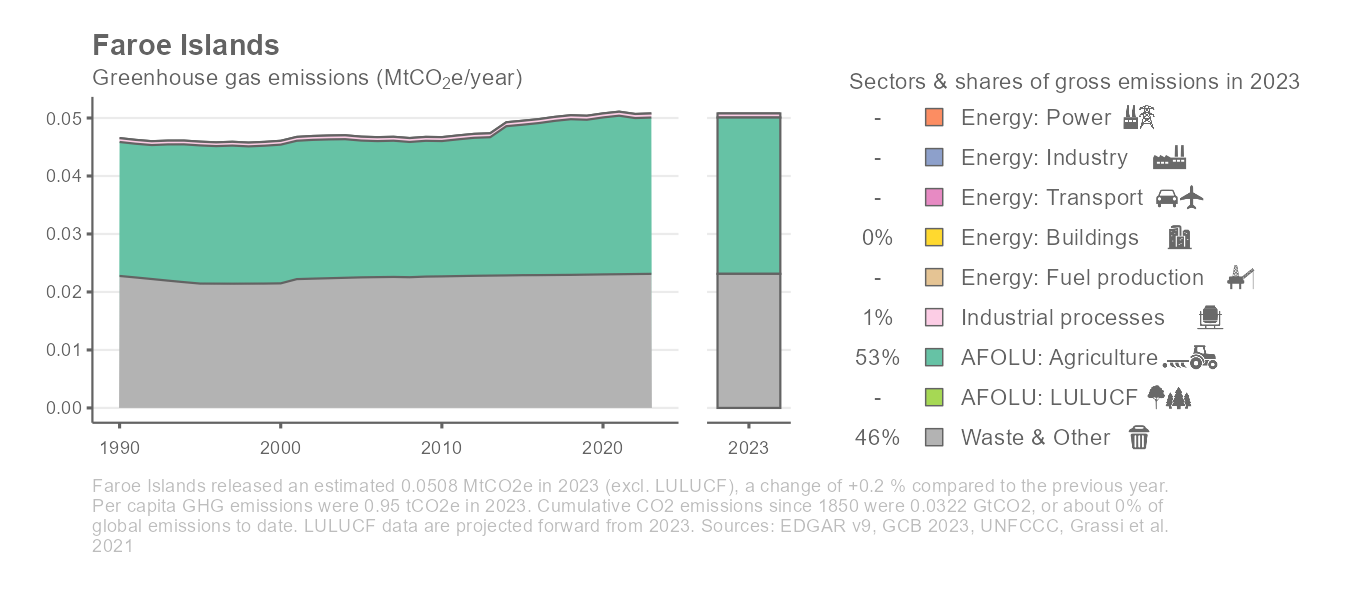 Faroe Islands
Greenhouse gas emissions (MtCO₂e/year)
0.05
0.04
0.03
0.02
0.01
0.00
1990
2000
2010
2020
2023
Sectors & shares of gross emissions in 2023
- Energy: Power
- Energy: Industry
- Energy: Transport
0% Energy: Buildings
- Energy: Fuel production
1% Industrial processes
53% AFOLU: Agriculture
- AFOLU: LULUCF
46% Waste & Other
Faroe Islands released an estimated 0.0508 MtCO2e in 2023 (excl. LULUCF), a change of +0.2 % compared to the previous year.
Per capita GHG emissions were 0.95 tCO2e in 2023. Cumulative CO2 emissions since 1850 were 0.0322 GtCO2, or about 0% of
global emissions to date. LULUCF data are projected forward from 2023. Sources: EDGAR v9, GCB 2023, UNFCCC, Grassi et al.
2021